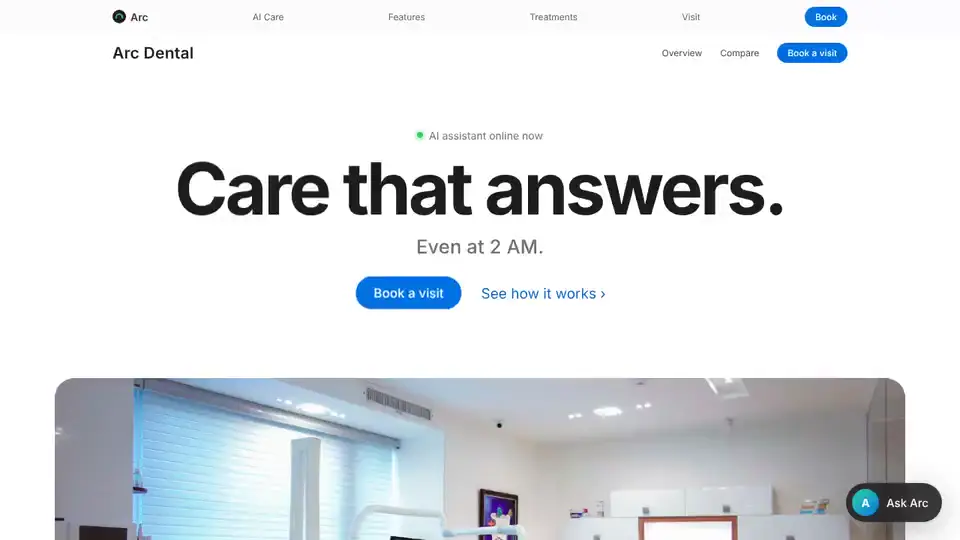 Arc AI Care Features Treatments Visit Book
Arc Dental Overview Compare Book a visit
AI assistant online now
Care that answers.
Even at 2 AM.
Book a visit See how it works ›
A Ask Arc